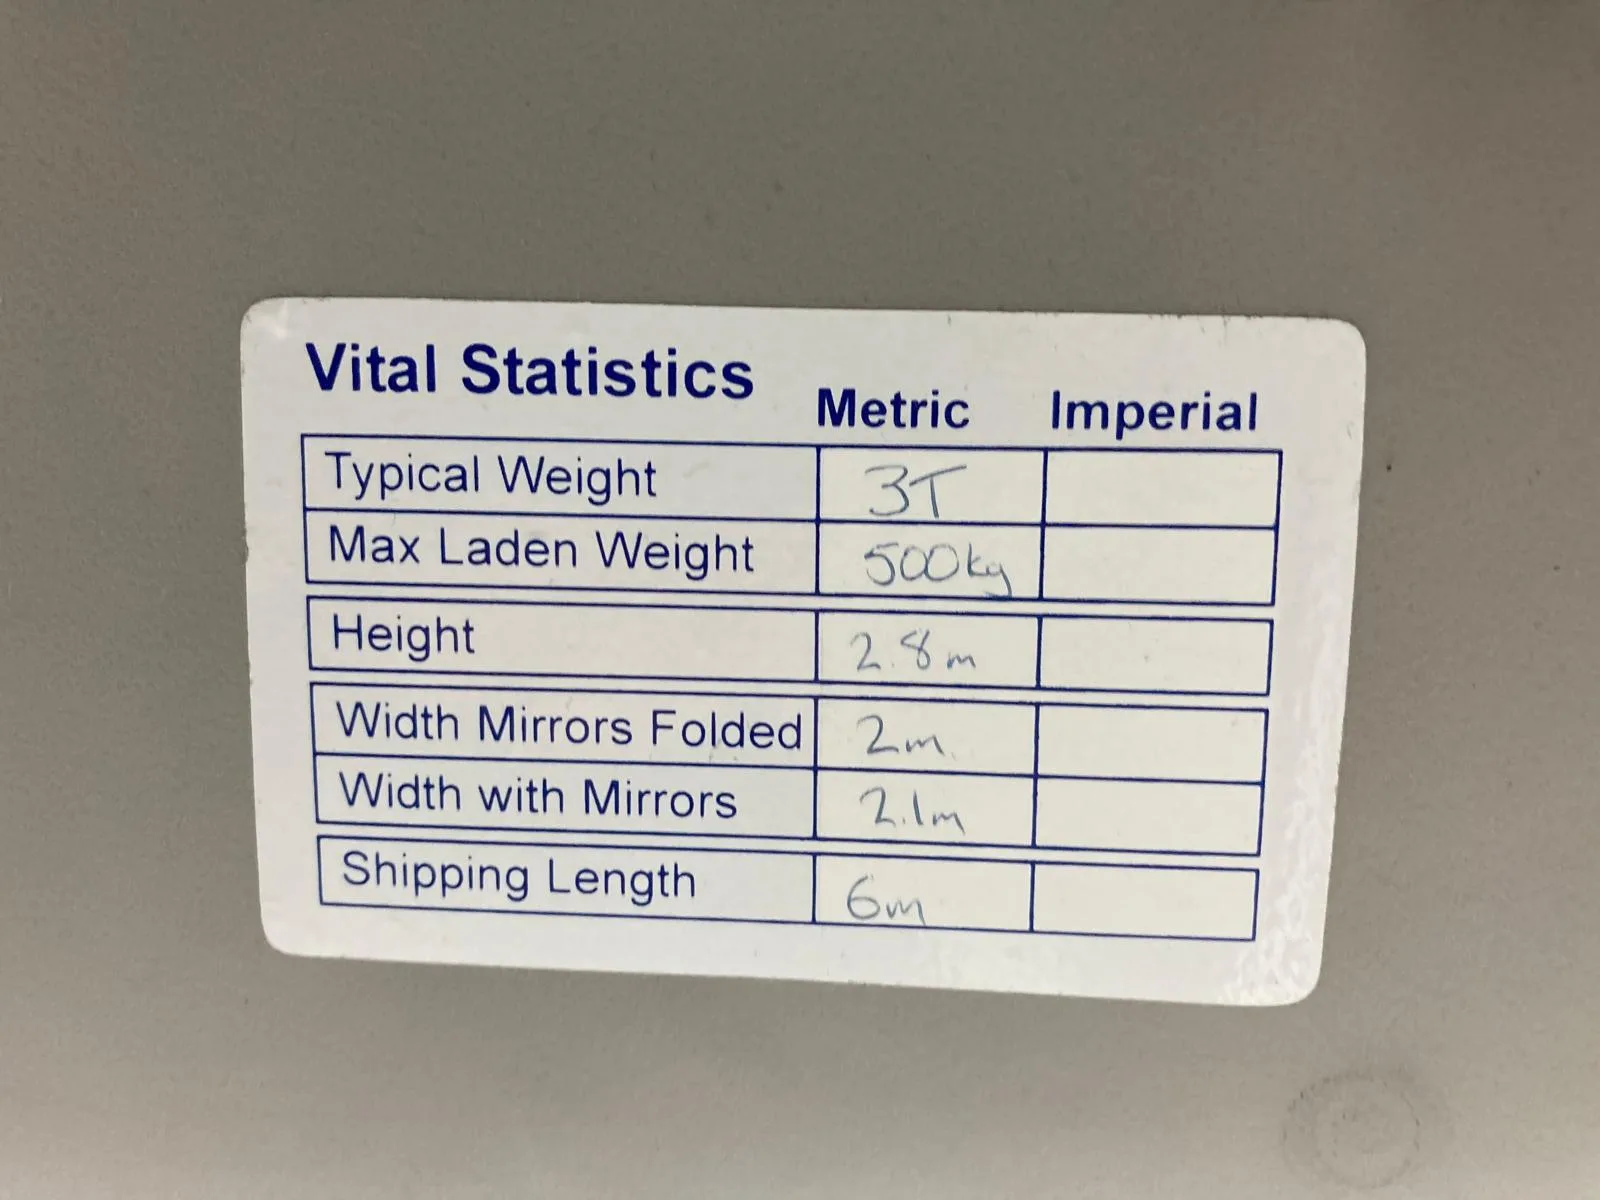 Vital Statistics
Metric Imperial
Typical Weight 3T
Max Laden Weight 500kg
Height 2.8m
Width Mirrors Folded 2m
Width with Mirrors 2.1m
Shipping Length 6m